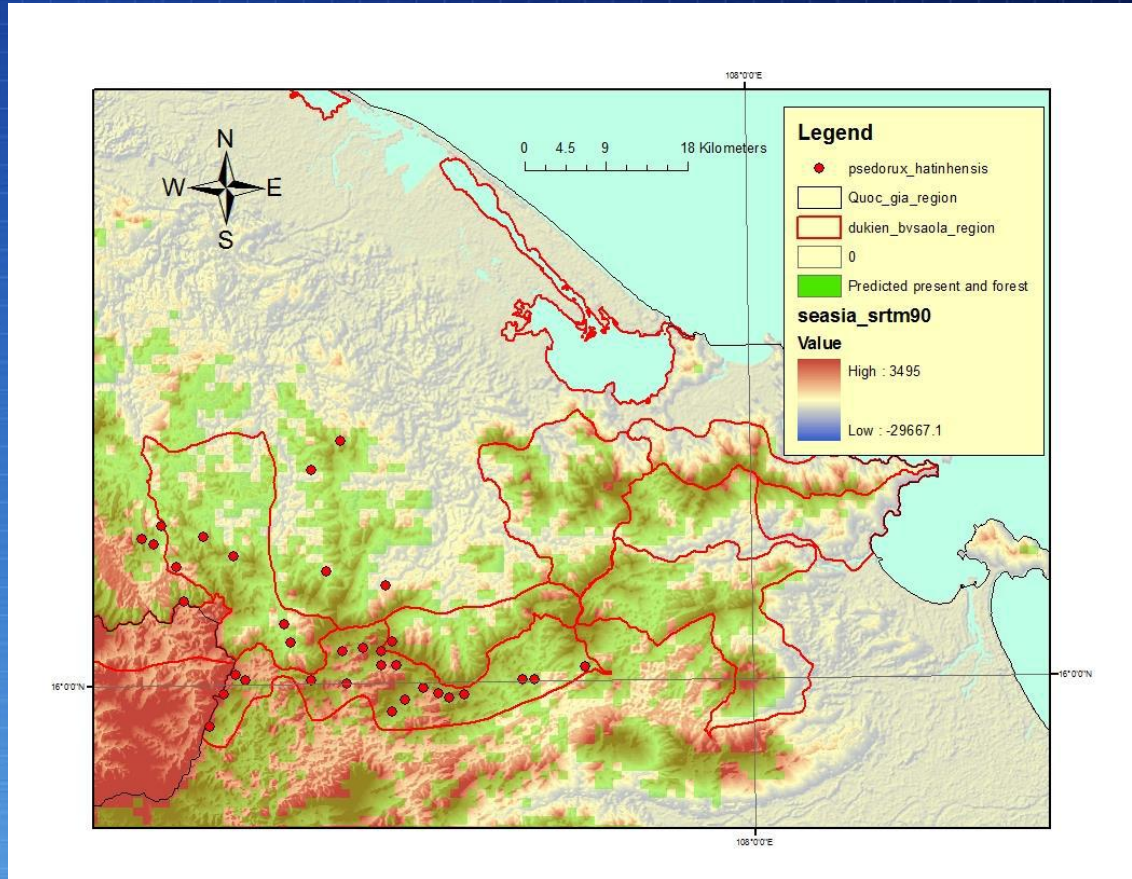 108°0'0"E
N
W E
S
0 4.5 9 18 Kilometers
Legend
psedorux_hatinhensis
Quoc_gia_region
dukien_bvsaola_region
0
Predicted present and forest
seasia_srtm90
Value
High : 3495
Low : -29667.1
16°0'0"N
16°0'0"N
108°0'0"E